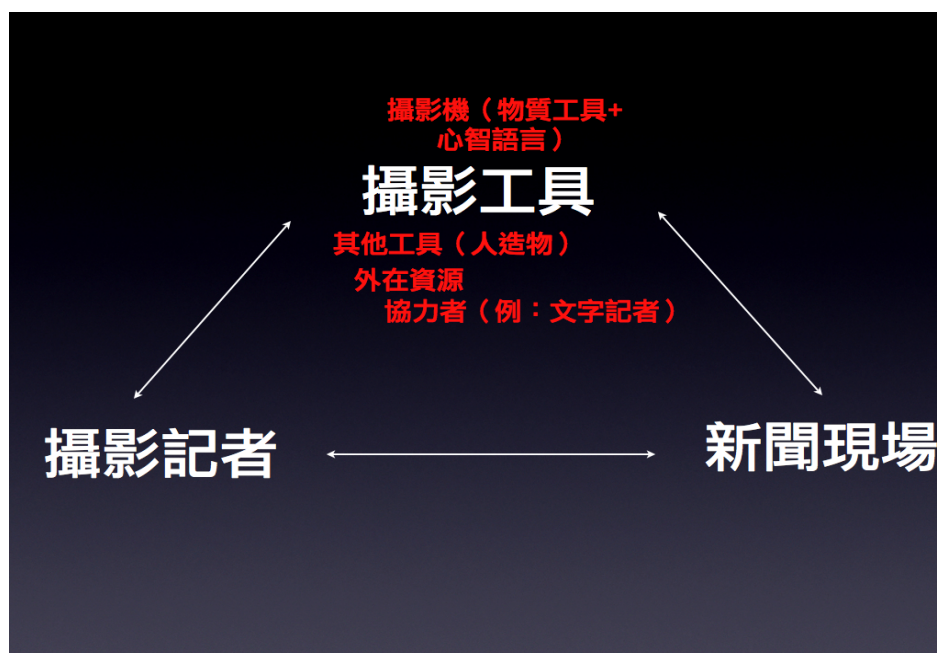 攝影機（物質工具+
心智語言）
攝影工具
其他工具（人造物）
外在資源
協力者（例：文字記者）
攝影記者
新聞現場